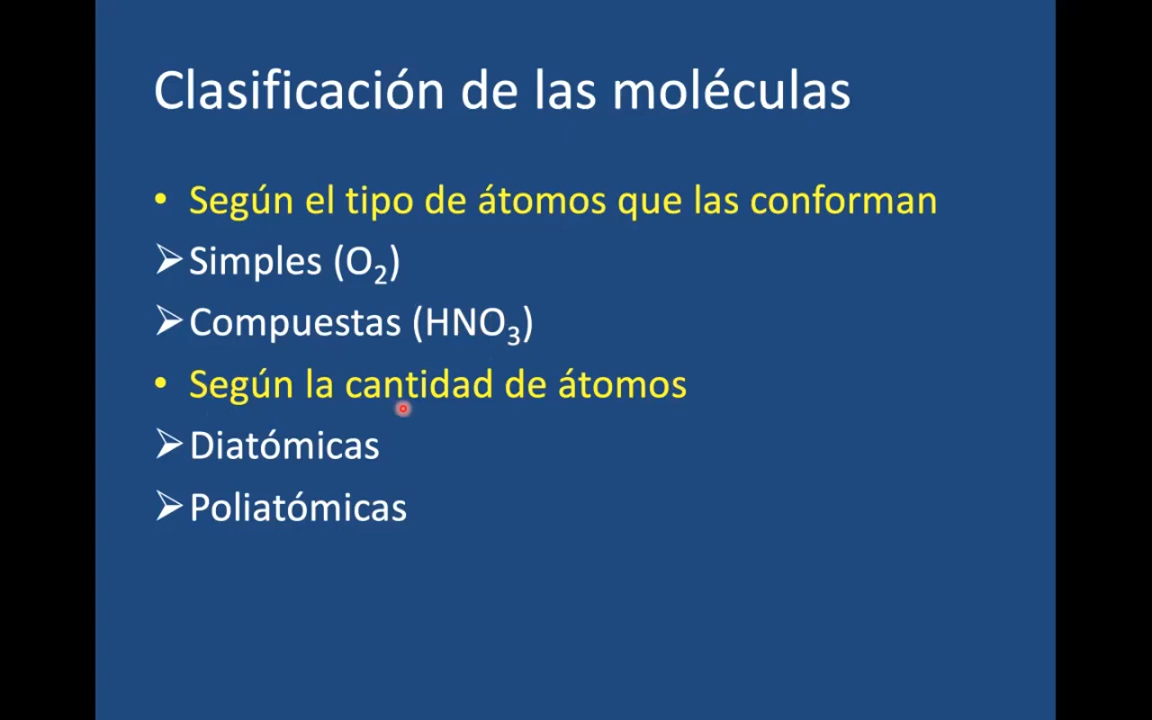 Clasificación de las moléculas
• Según el tipo de átomos que las conforman
➢ Simples (O₂)
➢ Compuestas (HNO₃)
• Según la cantidad de átomos
➢ Diatómicas
➢ Poliatómicas